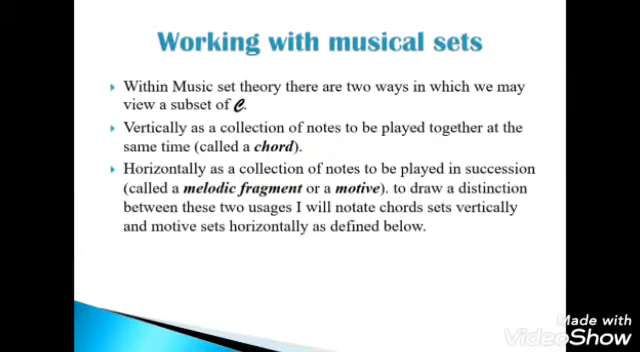 Working with musical sets
Within Music set theory there are two ways in which we may
view a subset of C.
Vertically as a collection of notes to be played together at the
same time (called a chord).
Horizontally as a collection of notes to be played in succession
(called a melodic fragment or a motive). to draw a distinction
between these two usages I will notate chords sets vertically
and motive sets horizontally as defined below.
Made with
VideoShow